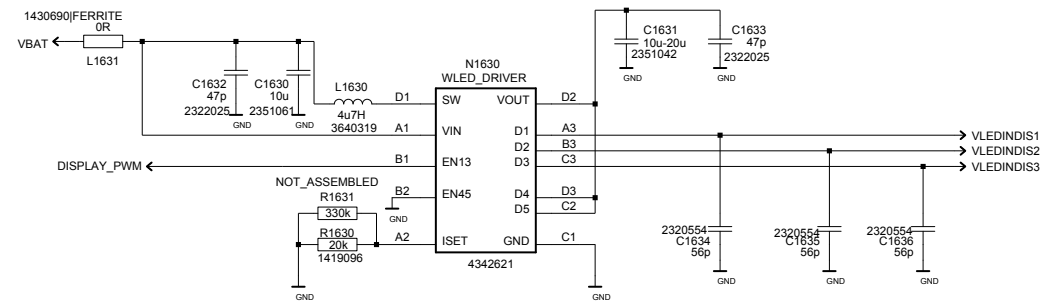 1430690|FERRITE
0R
VBAT
L1631
C1632
47p
2322025
GND
C1630
10u
2351061
GND
L1630
4u7H
3640319
N1630
WLED_DRIVER
C1631
10u-20u
2351042
GND
C1633
47p
2322025
GND
D1
SW
VOUT
D2
A1
VIN
D1
A3
VLEDINDIS1
D2
B3
VLEDINDIS2
DISPLAY_PWM
B1
EN13
D3
C3
VLEDINDIS3
NOT_ASSEMBLED
R1631
330k
B2
EN45
GND
D4
D3
D5
C2
R1630
20k
1419096
A2
ISET
GND
C1
4342621
GND
GND
2320554
C1634
56p
GND
2320554
C1635
56p
GND
2320554
C1636
56p
GND